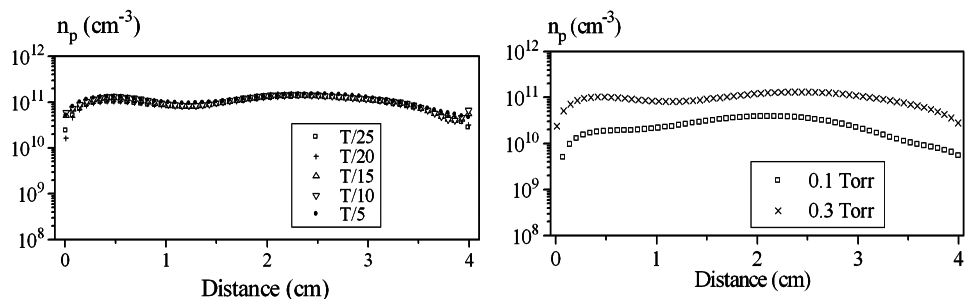 n_p (cm^-3)
10^12
10^11
10^10
10^9
10^8
T/25
T/20
T/15
T/10
T/5
0 1 2 3 4
Distance (cm)
n_p (cm^-3)
10^12
10^11
10^10
10^9
10^8
0.1 Torr
0.3 Torr
0 1 2 3 4
Distance (cm)